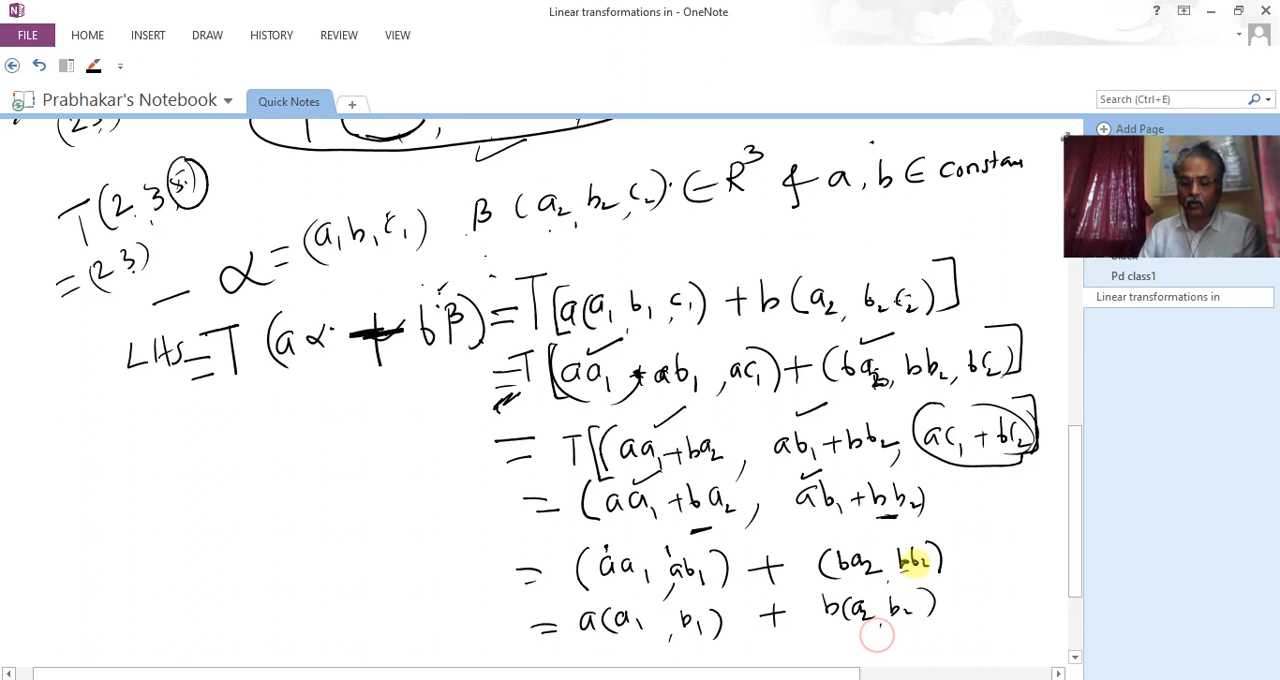 Linear transformations in - OneNote
FILE HOME INSERT DRAW HISTORY REVIEW VIEW
Prabhakar's Notebook Quick Notes
Search (Ctrl+E)
Add Page
Pd class1
Linear transformations in
T(2, 3, 5)
= (2 3)
α = (a₁ b₁ c₁) β (a₂, b₂, c₂) ∈ R³ & a, b ∈ constan
LHS = T (aα + bβ) = T[a(a₁, b₁, c₁) + b(a₂, b₂ c₂)]
= T[aa₁, ab₁, ac₁) + (ba₂, bb₂, bc₂)]
= T[(aa₁+ba₂, ab₁+bb₂, ac₁+bc₂]
= (aa₁+ba₂, ab₁+bb₂)
= (aa₁, ab₁) + (ba₂, bb₂)
= a(a₁, b₁) + b(a₂, b₂)